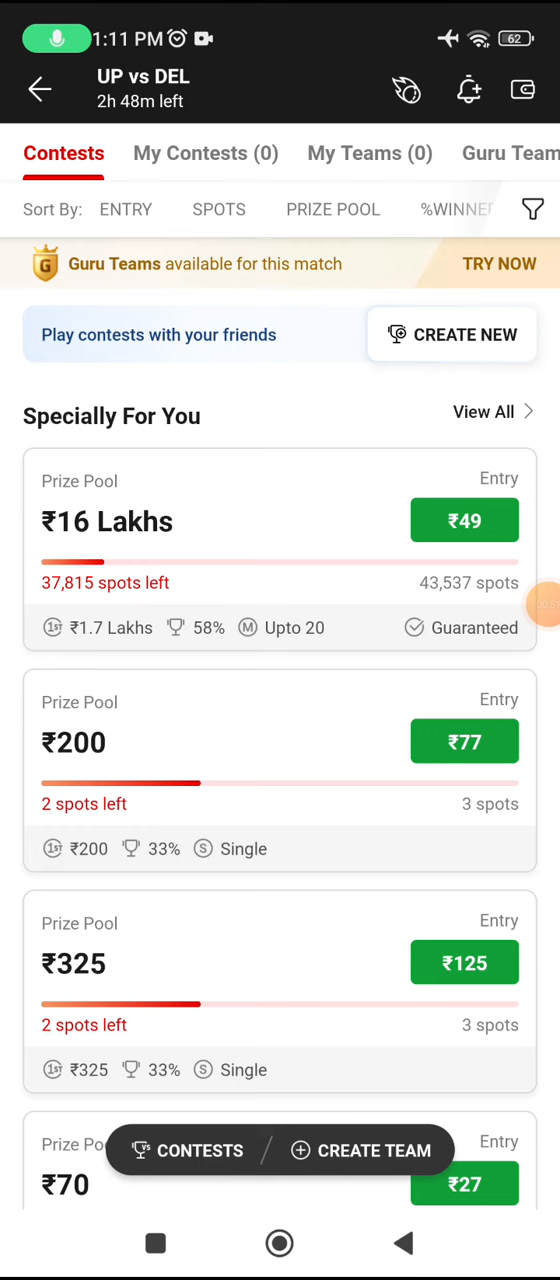 1:11 PM 62
UP vs DEL
2h 48m left
Contests My Contests (0) My Teams (0) Guru Team
Sort By: ENTRY SPOTS PRIZE POOL %WINNE
G Guru Teams available for this match TRY NOW
Play contests with your friends CREATE NEW
Specially For You View All
Prize Pool Entry
₹16 Lakhs ₹49
37,815 spots left 43,537 spots
1ST ₹1.7 Lakhs 58% M Upto 20 Guaranteed
Prize Pool Entry
₹200 ₹77
2 spots left 3 spots
1ST ₹200 33% S Single
Prize Pool Entry
₹325 ₹125
2 spots left 3 spots
1ST ₹325 33% S Single
Prize Po Entry
VS CONTESTS CREATE TEAM
₹70 ₹27